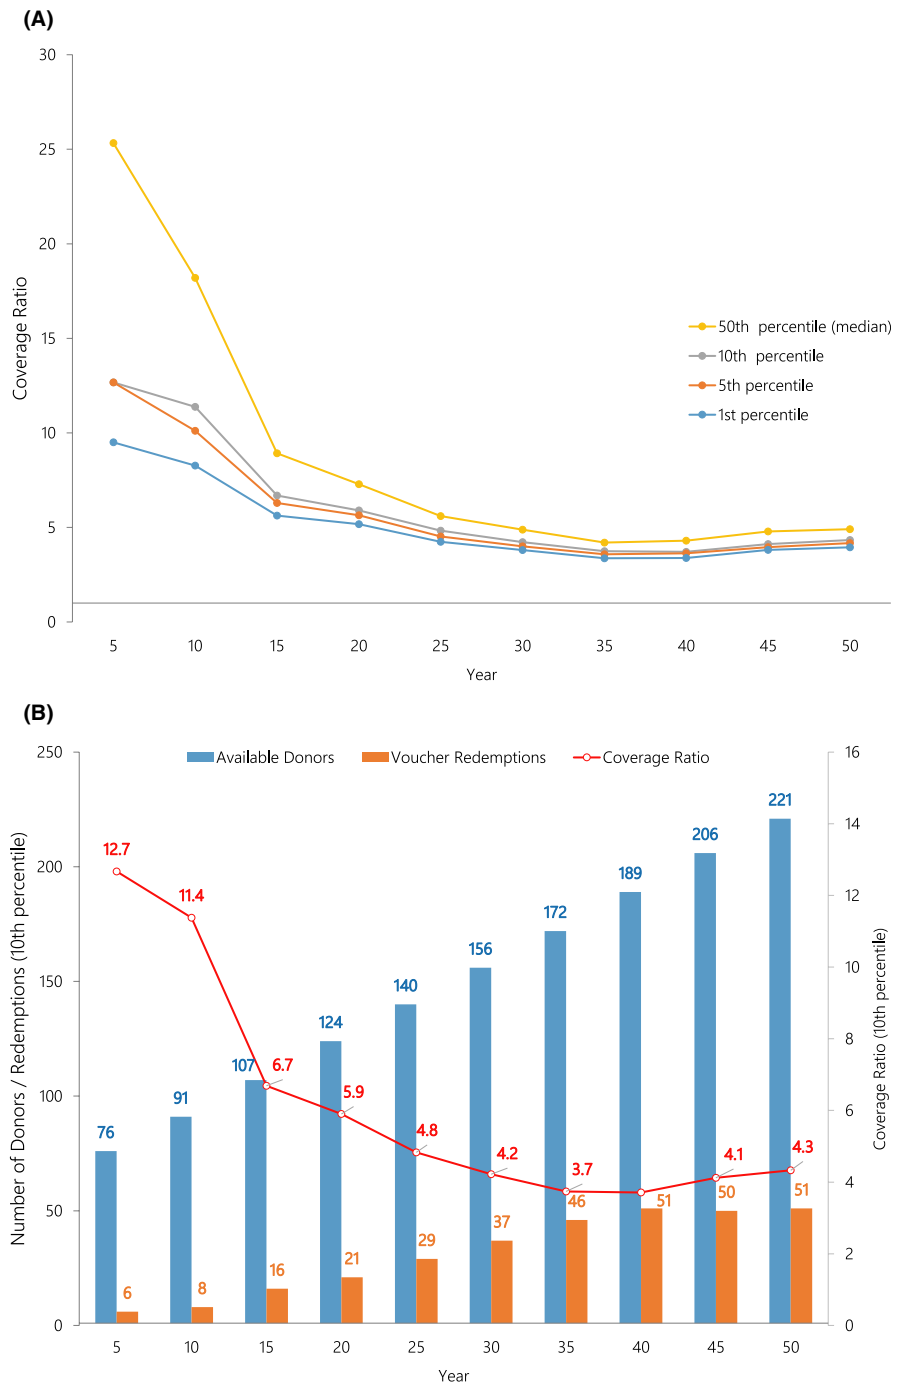 (A)
30
25
20
15
10
5
0
Coverage Ratio
50th percentile (median)
10th percentile
5th percentile
1st percentile
5 10 15 20 25 30 35 40 45 50
Year
(B)
Available Donors Voucher Redemptions Coverage Ratio
250
200
150
100
50
0
Number of Donors / Redemptions (10th percentile)
16
14
12
10
8
6
4
2
0
Coverage Ratio (10th percentile)
12.7 11.4 6.7 5.9 4.8 4.2 3.7 4.1 4.3
76 91 107 124 140 156 172 189 206 221
6 8 16 21 29 37 46 51 50 51
5 10 15 20 25 30 35 40 45 50
Year